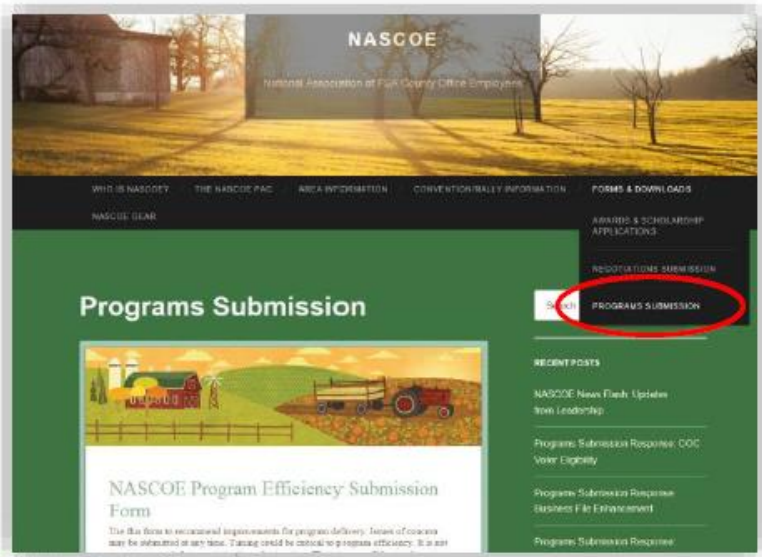 NASCOE
National Association of FSA County Office Employees
WHO IS NASCOE? THE NASCOE PAC AREA INFORMATION CONVENTION/RALLY INFORMATION FORMS & DOWNLOADS
NASCOE GEAR
AWARDS & SCHOLARSHIP
APPLICATIONS
NEGOTIATIONS SUBMISSION
PROGRAMS SUBMISSION
Programs Submission
Search
RECENT POSTS
NASCOE News Flash: Updates
from Leadership
Programs Submission Response: COC
Voter Eligibility
Programs Submission Response:
Business File Enhancement
Programs Submission Response:
NASCOE Program Efficiency Submission
Form
Use this form to recommend improvements for program delivery. Issues of concern
may be submitted at any time. Timing could be critical to program efficiency. It is not